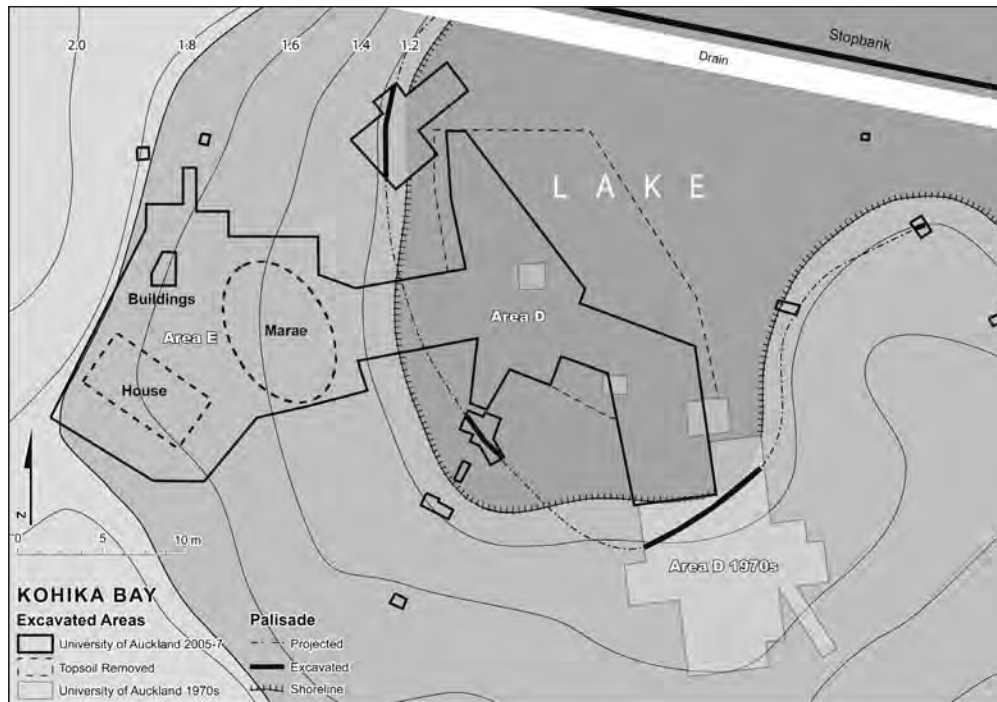 2.0
1.8
1.6
1.4
1.2
Stopbank
Drain
LAKE
Buildings
Area E
Marae
House
Area D
Area D 1970s
N
0 5 10 m
KOHIKA BAY
Excavated Areas
University of Auckland 2005-7
Topsoil Removed
University of Auckland 1970s
Palisade
Projected
Excavated
Shoreline